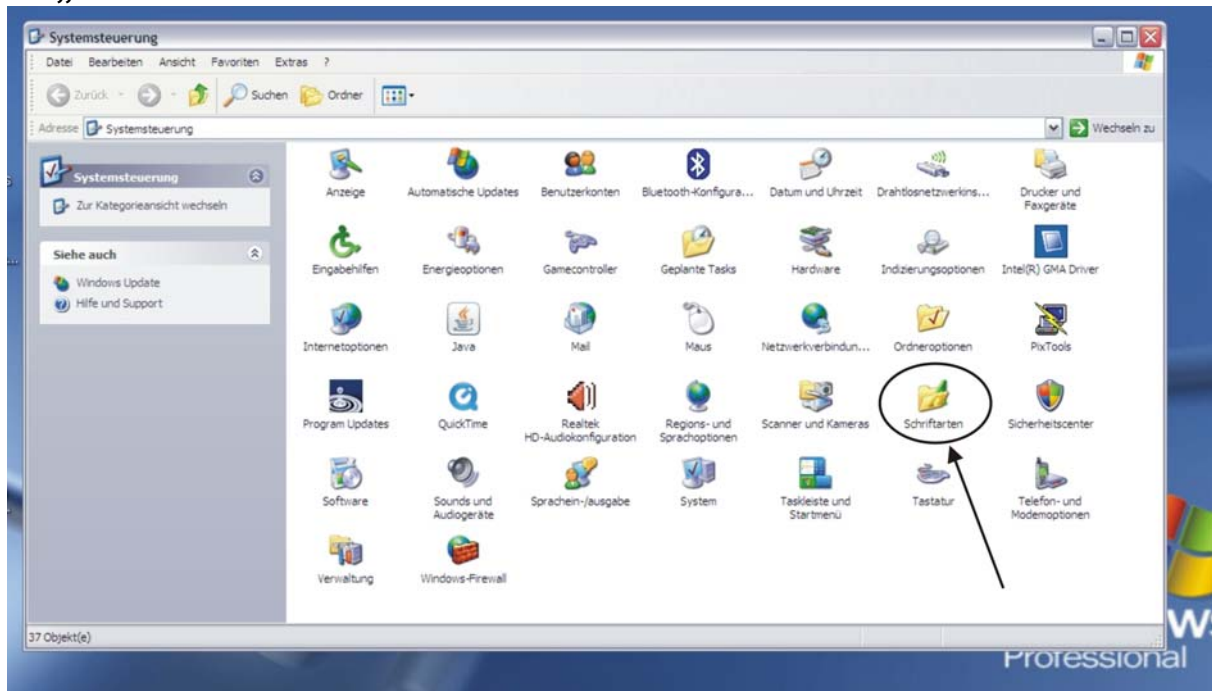 Systemsteuerung
Datei Bearbeiten Ansicht Favoriten Extras ?
Zurück Suchen Ordner
Adresse Systemsteuerung Wechseln zu
Systemsteuerung
Zur Kategorieansicht wechseln
Siehe auch
Windows Update
Hilfe und Support
Anzeige Automatische Updates Benutzerkonten Bluetooth-Konfigura... Datum und Uhrzeit Drahtlosnetzwerkins... Drucker und
Faxgeräte
Eingabehilfen Energieoptionen Gamecontroller Geplante Tasks Hardware Indizierungsoptionen Intel(R) GMA Driver
Internetoptionen Java Mail Maus Netzwerkverbindun... Ordneroptionen PixTools
Program Updates QuickTime Realtek Regions- und Scanner und Kameras Schriftarten Sicherheitscenter
HD-Audiokonfiguration Sprachoptionen
Software Sounds und Sprachein-/ausgabe System Taskleiste und Tastatur Telefon- und
Audiogeräte Startmenü Modemoptionen
Verwaltung Windows-Firewall
37 Objekt(e)
Professional